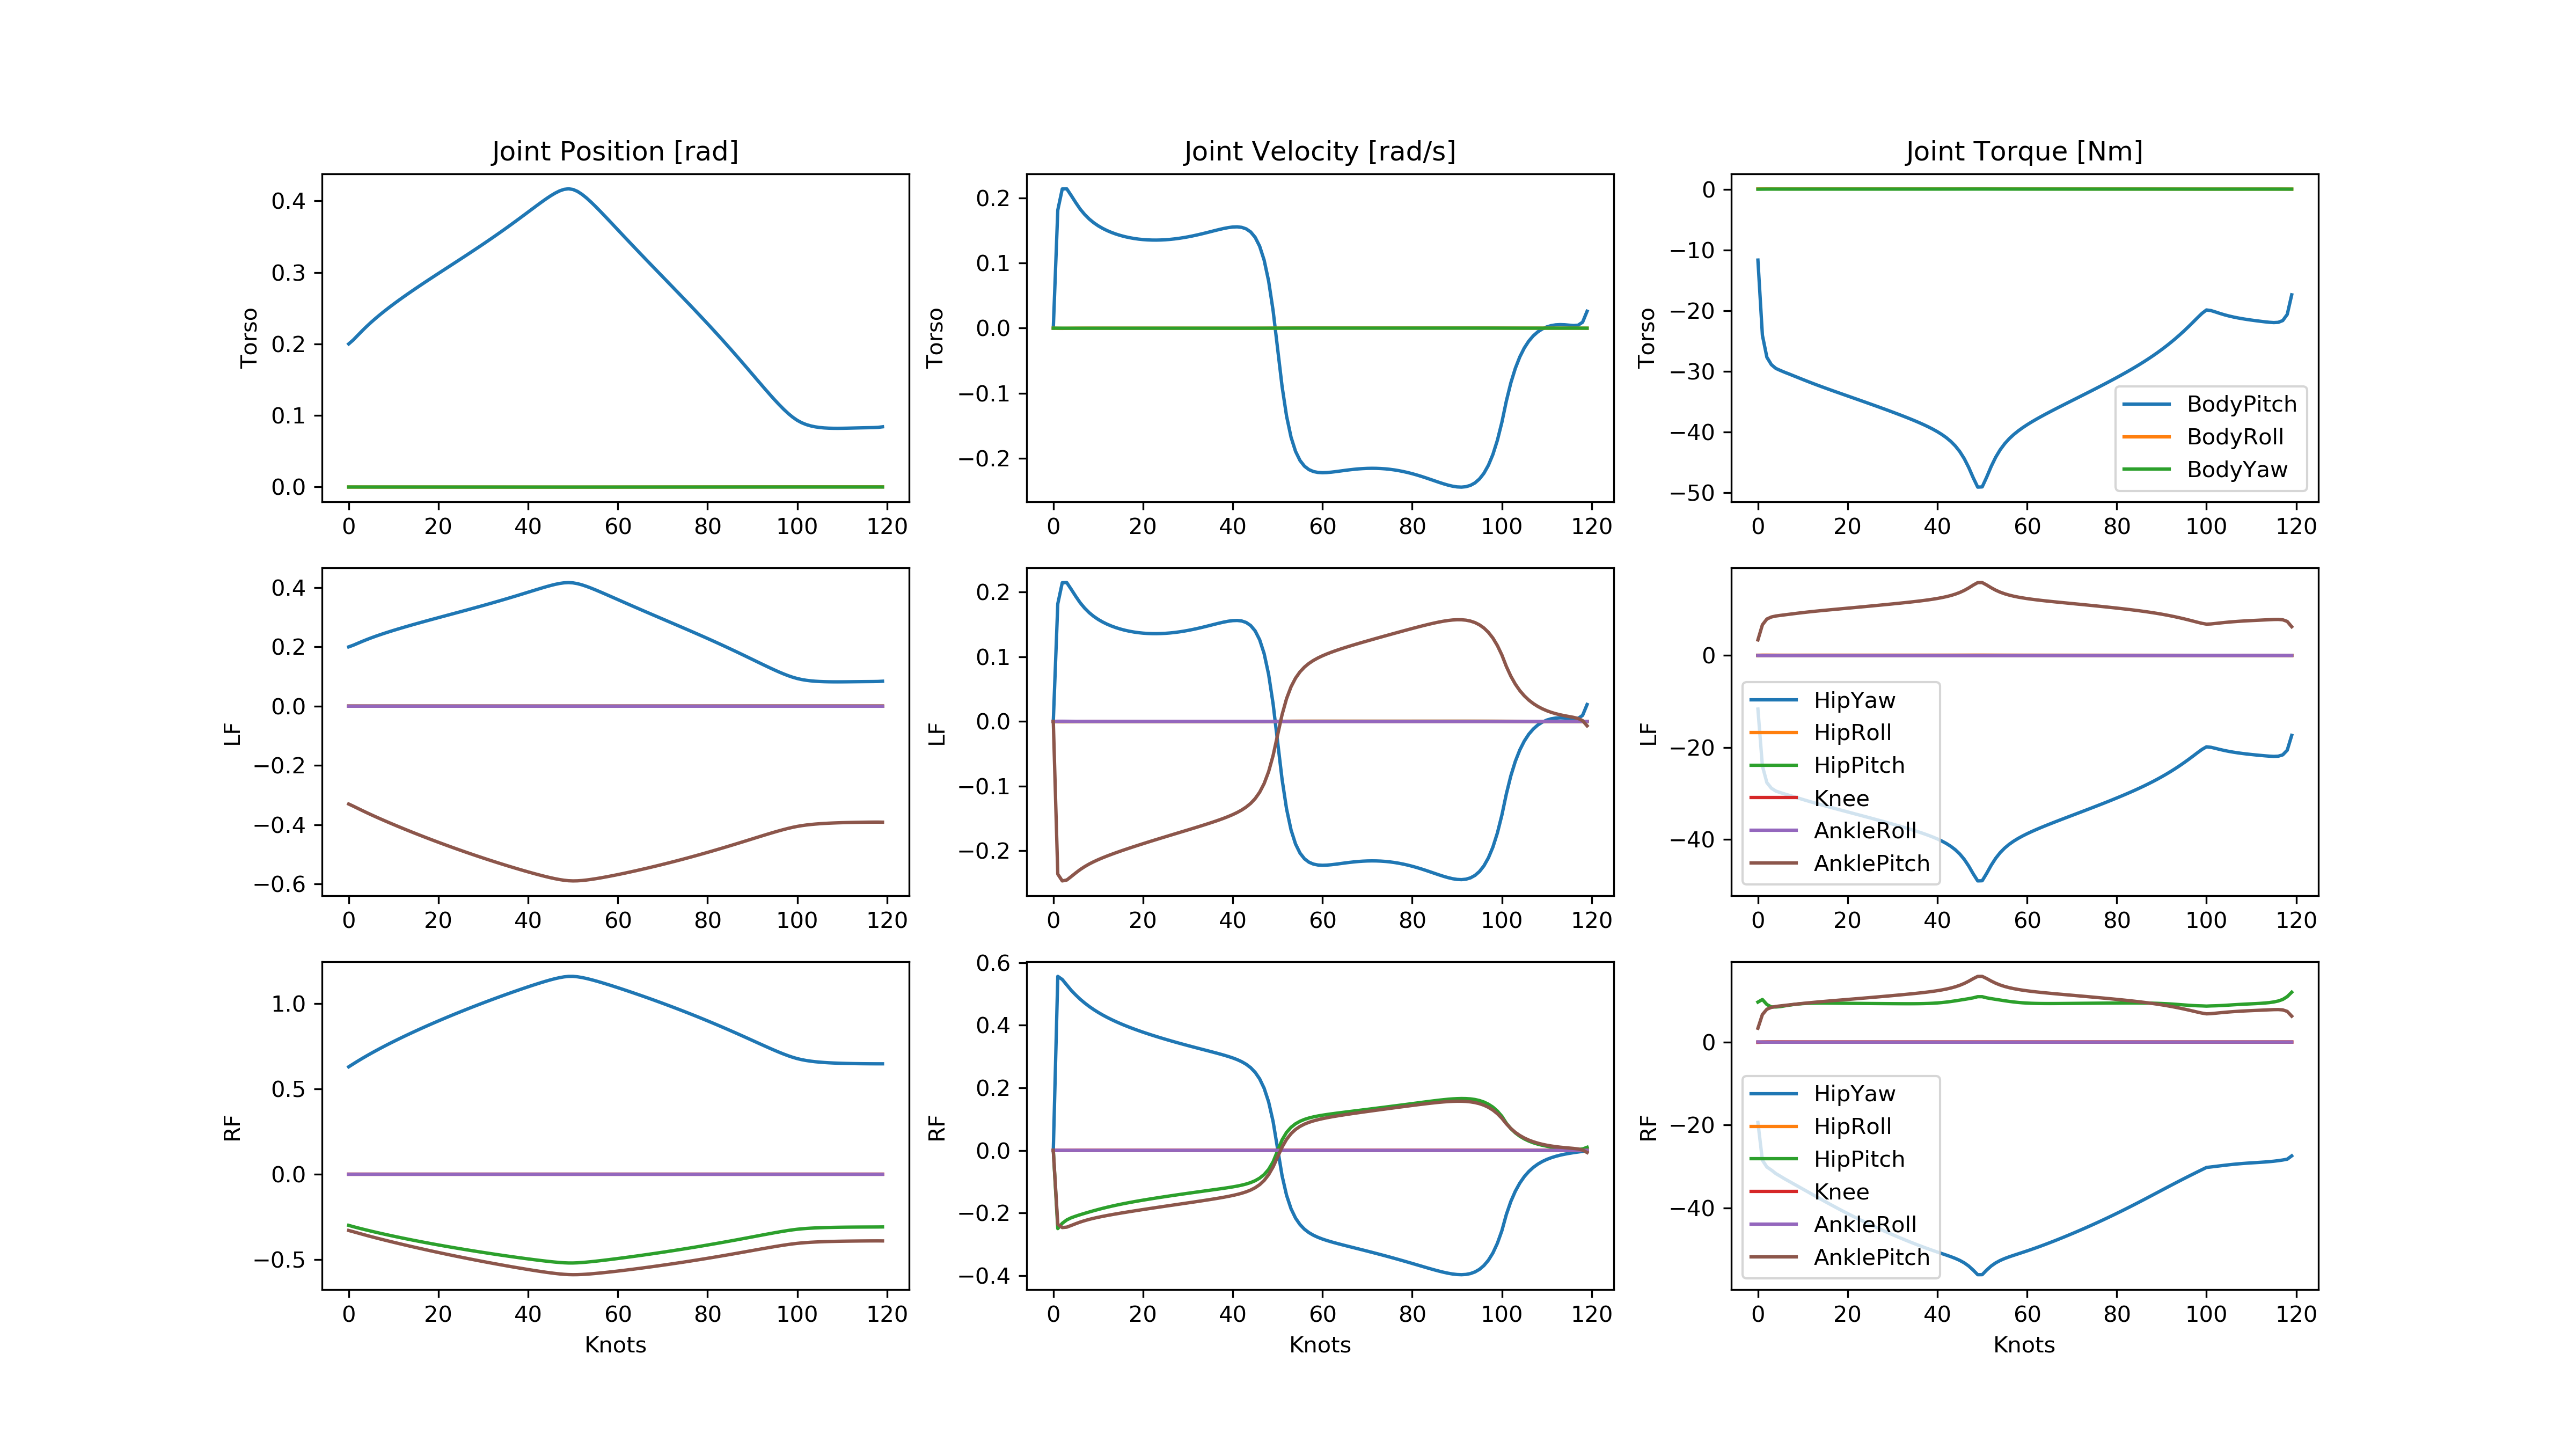 Joint Position [rad]
Joint Velocity [rad/s]
Joint Torque [Nm]
Torso
0.4
0.3
0.2
0.1
0.0
0 20 40 60 80 100 120
Torso
0.2
0.1
0.0
−0.1
−0.2
0 20 40 60 80 100 120
Torso
0
−10
−20
−30
−40
−50
BodyPitch
BodyRoll
BodyYaw
0 20 40 60 80 100 120
LF
0.4
0.2
0.0
−0.2
−0.4
−0.6
0 20 40 60 80 100 120
LF
0.2
0.1
0.0
−0.1
−0.2
0 20 40 60 80 100 120
LF
0
−20
−40
HipYaw
HipRoll
HipPitch
Knee
AnkleRoll
AnklePitch
0 20 40 60 80 100 120
RF
1.0
0.5
0.0
−0.5
0 20 40 60 80 100 120
Knots
RF
0.6
0.4
0.2
0.0
−0.2
−0.4
0 20 40 60 80 100 120
Knots
RF
0
−20
−40
HipYaw
HipRoll
HipPitch
Knee
AnkleRoll
AnklePitch
0 20 40 60 80 100 120
Knots